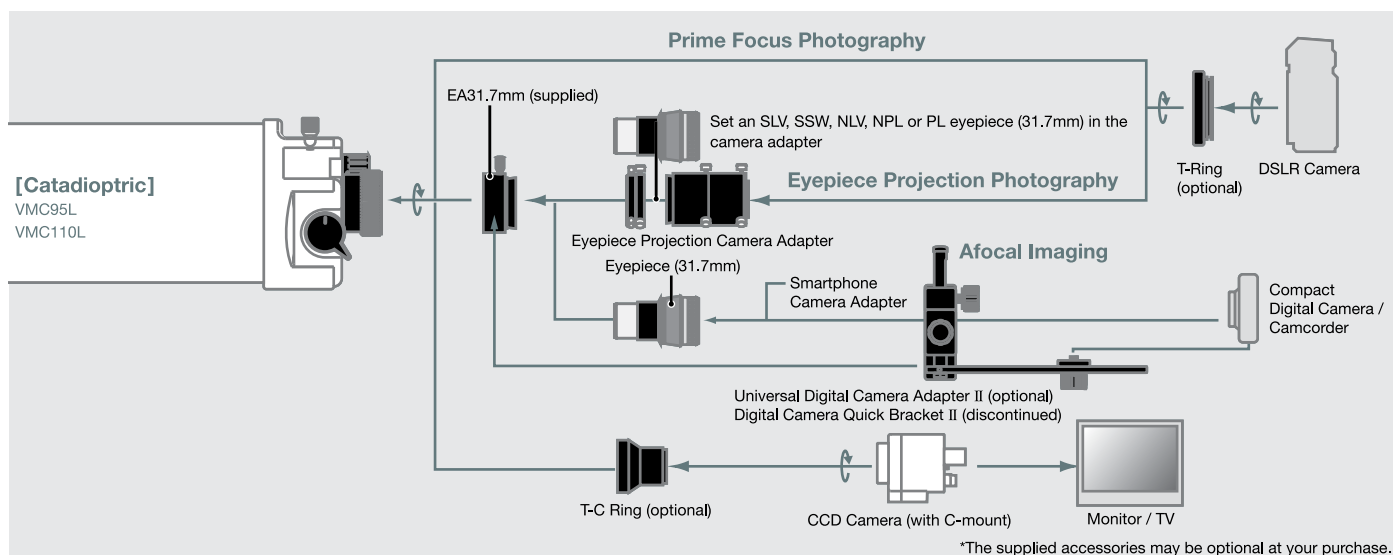 Prime Focus Photography
EA31.7mm (supplied)
Set an SLV, SSW, NLV, NPL or PL eyepiece (31.7mm) in the
camera adapter
[Catadioptric]
VMC95L
VMC110L
Eyepiece Projection Photography
T-Ring
(optional)
DSLR Camera
Eyepiece Projection Camera Adapter
Eyepiece (31.7mm)
Afocal Imaging
Smartphone
Camera Adapter
Compact
Digital Camera /
Camcorder
Universal Digital Camera Adapter II (optional)
Digital Camera Quick Bracket II (discontinued)
T-C Ring (optional)
CCD Camera (with C-mount)
Monitor / TV
*The supplied accessories may be optional at your purchase.